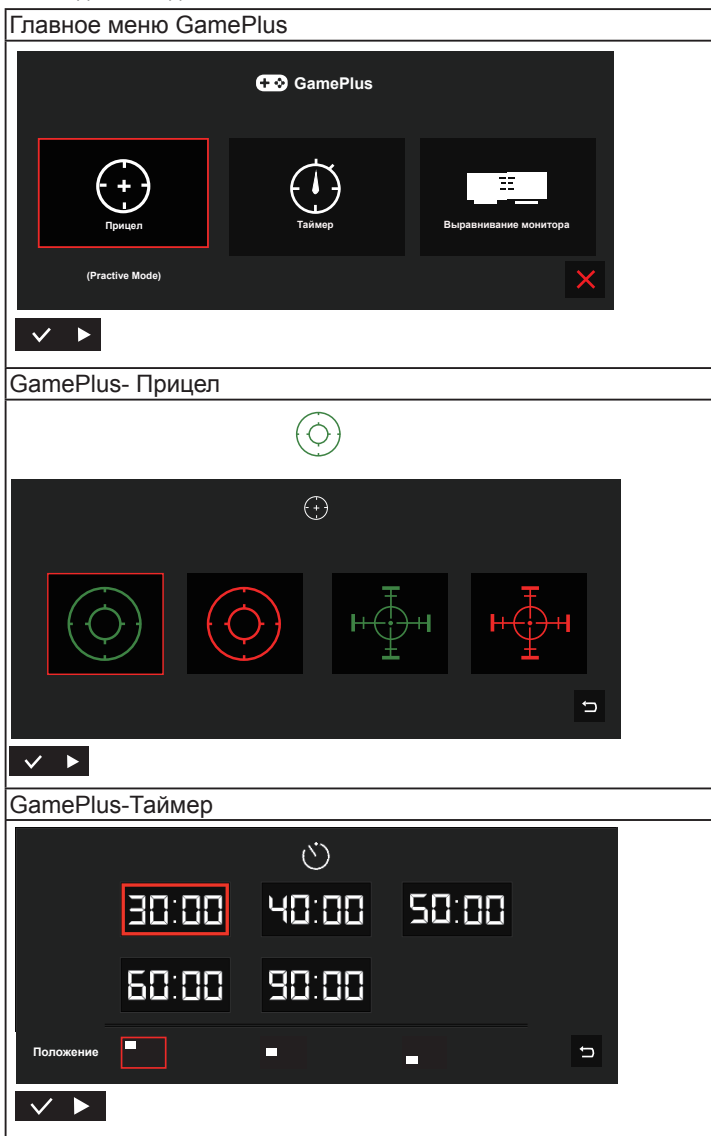 Главное меню GamePlus
GamePlus
Прицел
Таймер
Выравнивание монитора
(Practive Mode)
GamePlus- Прицел
GamePlus-Таймер
30:00 40:00 50:00
60:00 90:00
Положение